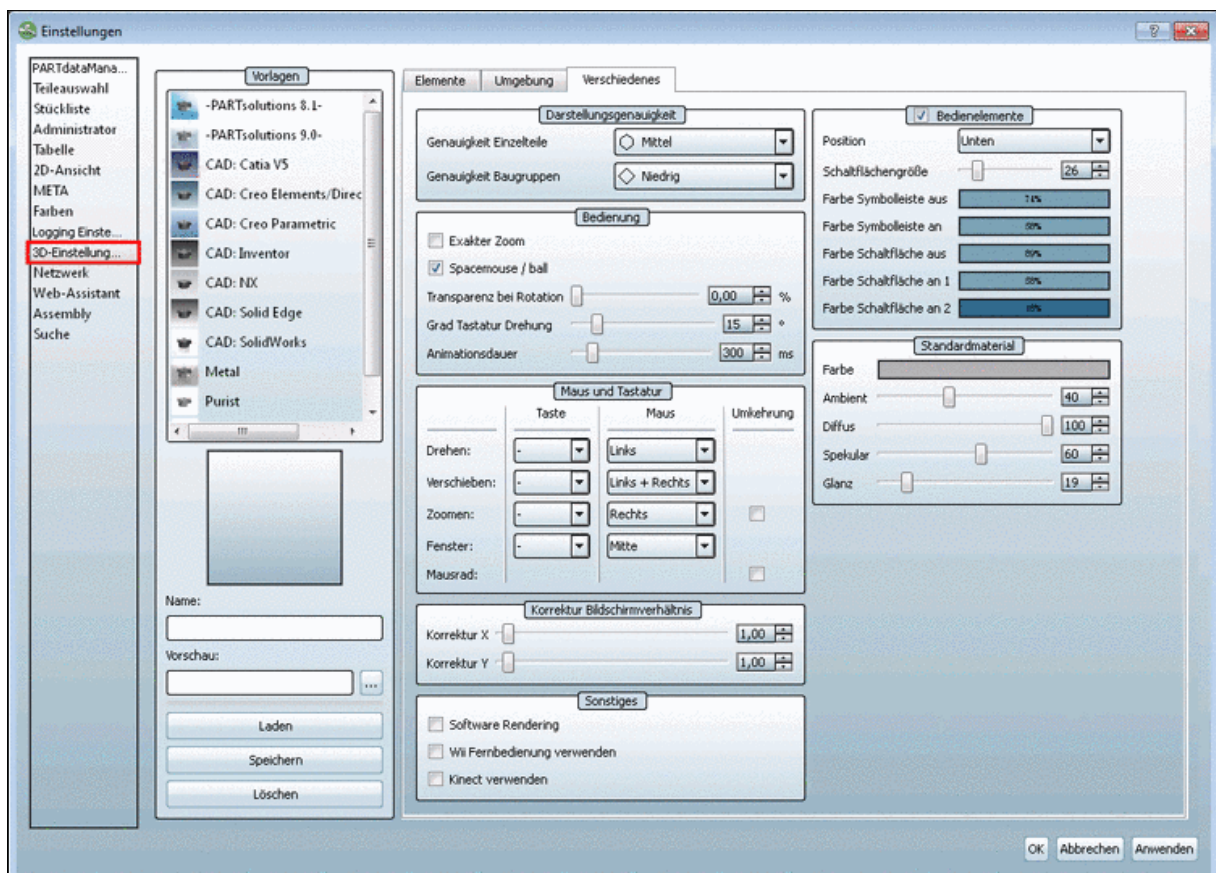 Einstellungen
PARTdataMana...
Teileauswahl
Stückliste
Administrator
Tabelle
2D-Ansicht
META
Farben
Logging Einste...
3D-Einstellung...
Netzwerk
Web-Assistant
Assembly
Suche
Vorlagen
-PARTsolutions 8.1-
-PARTsolutions 9.0-
CAD: Catia V5
CAD: Creo Elements/Direc
CAD: Creo Parametric
CAD: Inventor
CAD: NX
CAD: Solid Edge
CAD: SolidWorks
Metal
Purist
Name:
Vorschau:
...
Laden
Speichern
Löschen
Elemente Umgebung Verschiedenes
Darstellungsgenauigkeit
Genauigkeit Einzelteile Mittel
Genauigkeit Baugruppen Niedrig
Bedienung
Exakter Zoom
Spacemouse / ball
Transparenz bei Rotation 0,00 %
Grad Tastatur Drehung 15 °
Animationsdauer 300 ms
Maus und Tastatur
Taste Maus Umkehrung
Drehen: - Links
Verschieben: - Links + Rechts
Zoomen: - Rechts
Fenster: - Mitte
Mausrad:
Korrektur Bildschirmverhältnis
Korrektur X 1,00
Korrektur Y 1,00
Sonstiges
Software Rendering
Wii Fernbedienung verwenden
Kinect verwenden
Bedienelemente
Position Unten
Schaltflächengröße 26
Farbe Symbolleiste aus
Farbe Symbolleiste an
Farbe Schaltfläche aus
Farbe Schaltfläche an 1
Farbe Schaltfläche an 2
Standardmaterial
Farbe
Ambient 40
Diffus 100
Spekular 60
Glanz 19
OK Abbrechen Anwenden